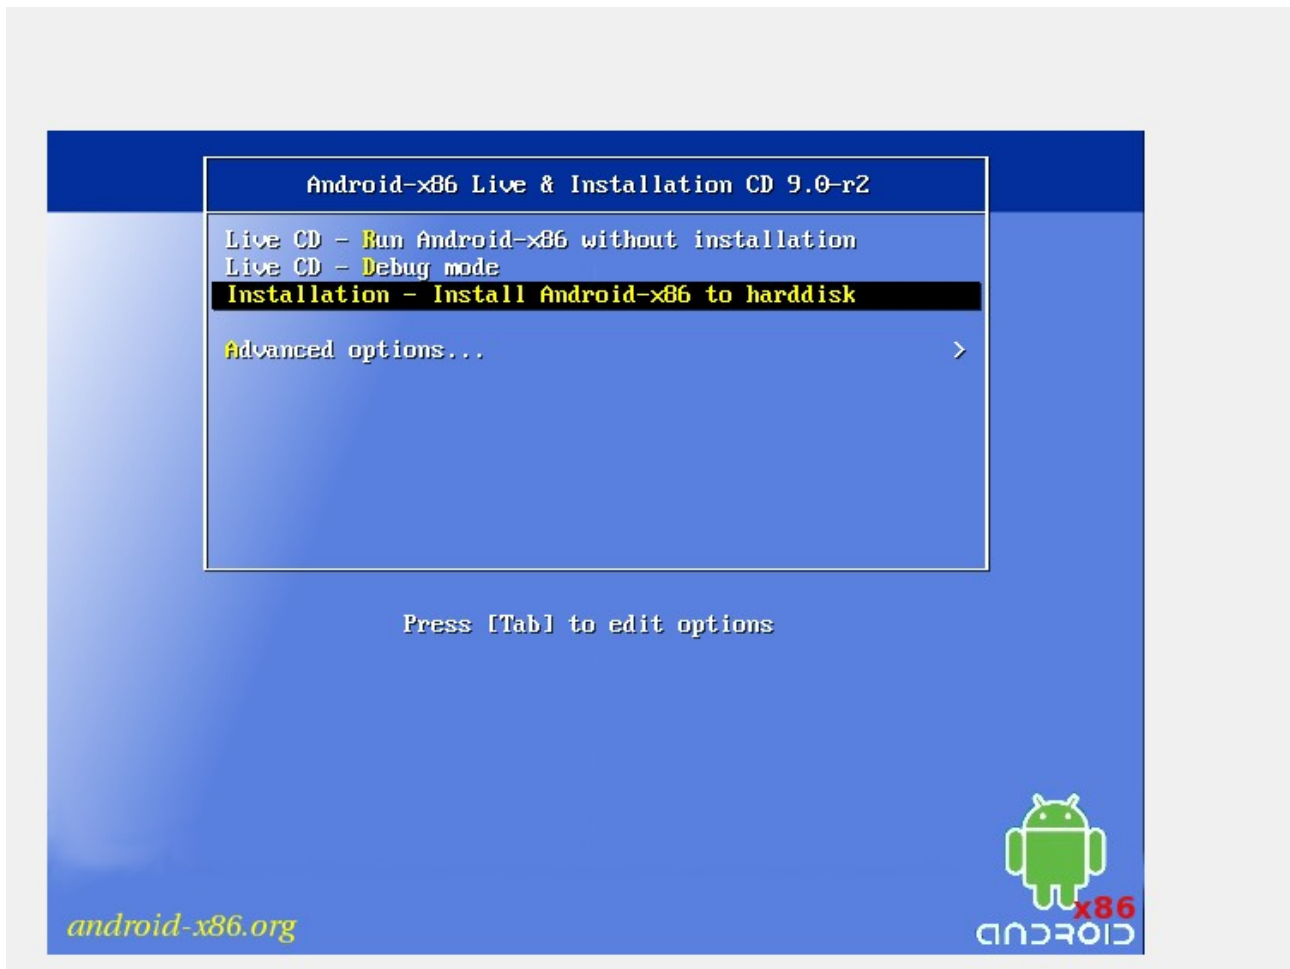 Android-x86 Live & Installation CD 9.0-r2
Live CD - Run Android-x86 without installation
Live CD - Debug mode
Installation - Install Android-x86 to harddisk
Advanced options... >
Press [Tab] to edit options
android-x86.org
x86
ANDROID